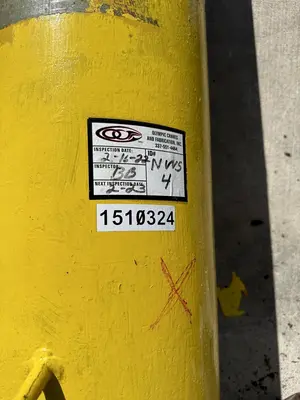 OLYMPIC CRANES
AND FABRICATION, INC.
INSPECTION DATE:
2-16-22
ID#
NWS
4
INSPECTOR:
BB
NEXT INSPECTION DATE:
2-23
1510324
X